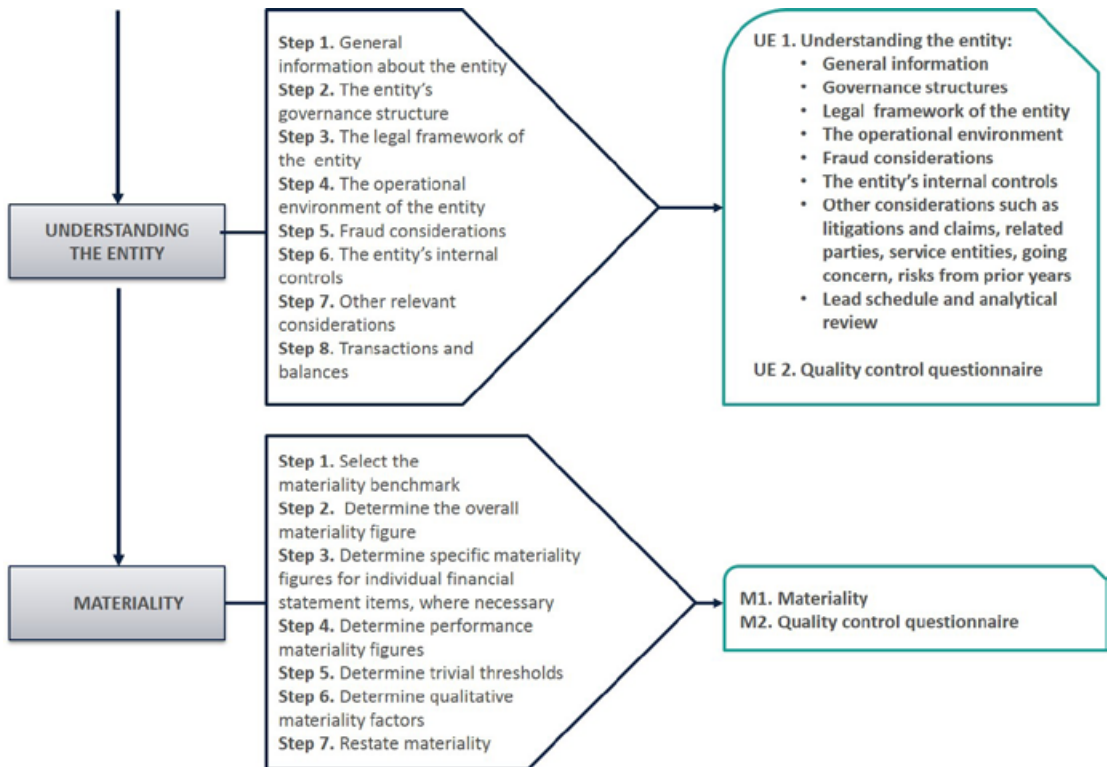 UNDERSTANDING
THE ENTITY
Step 1. General
information about the entity
Step 2. The entity's
governance structure
Step 3. The legal framework of
the entity
Step 4. The operational
environment of the entity
Step 5. Fraud considerations
Step 6. The entity's internal
controls
Step 7. Other relevant
considerations
Step 8. Transactions and
balances
UE 1. Understanding the entity:
• General information
• Governance structures
• Legal framework of the entity
• The operational environment
• Fraud considerations
• The entity's internal controls
• Other considerations such as
litigations and claims, related
parties, service entities, going
concern, risks from prior years
• Lead schedule and analytical
review
UE 2. Quality control questionnaire
MATERIALITY
Step 1. Select the
materiality benchmark
Step 2. Determine the overall
materiality figure
Step 3. Determine specific materiality
figures for individual financial
statement items, where necessary
Step 4. Determine performance
materiality figures
Step 5. Determine trivial thresholds
Step 6. Determine qualitative
materiality factors
Step 7. Restate materiality
M1. Materiality
M2. Quality control questionnaire